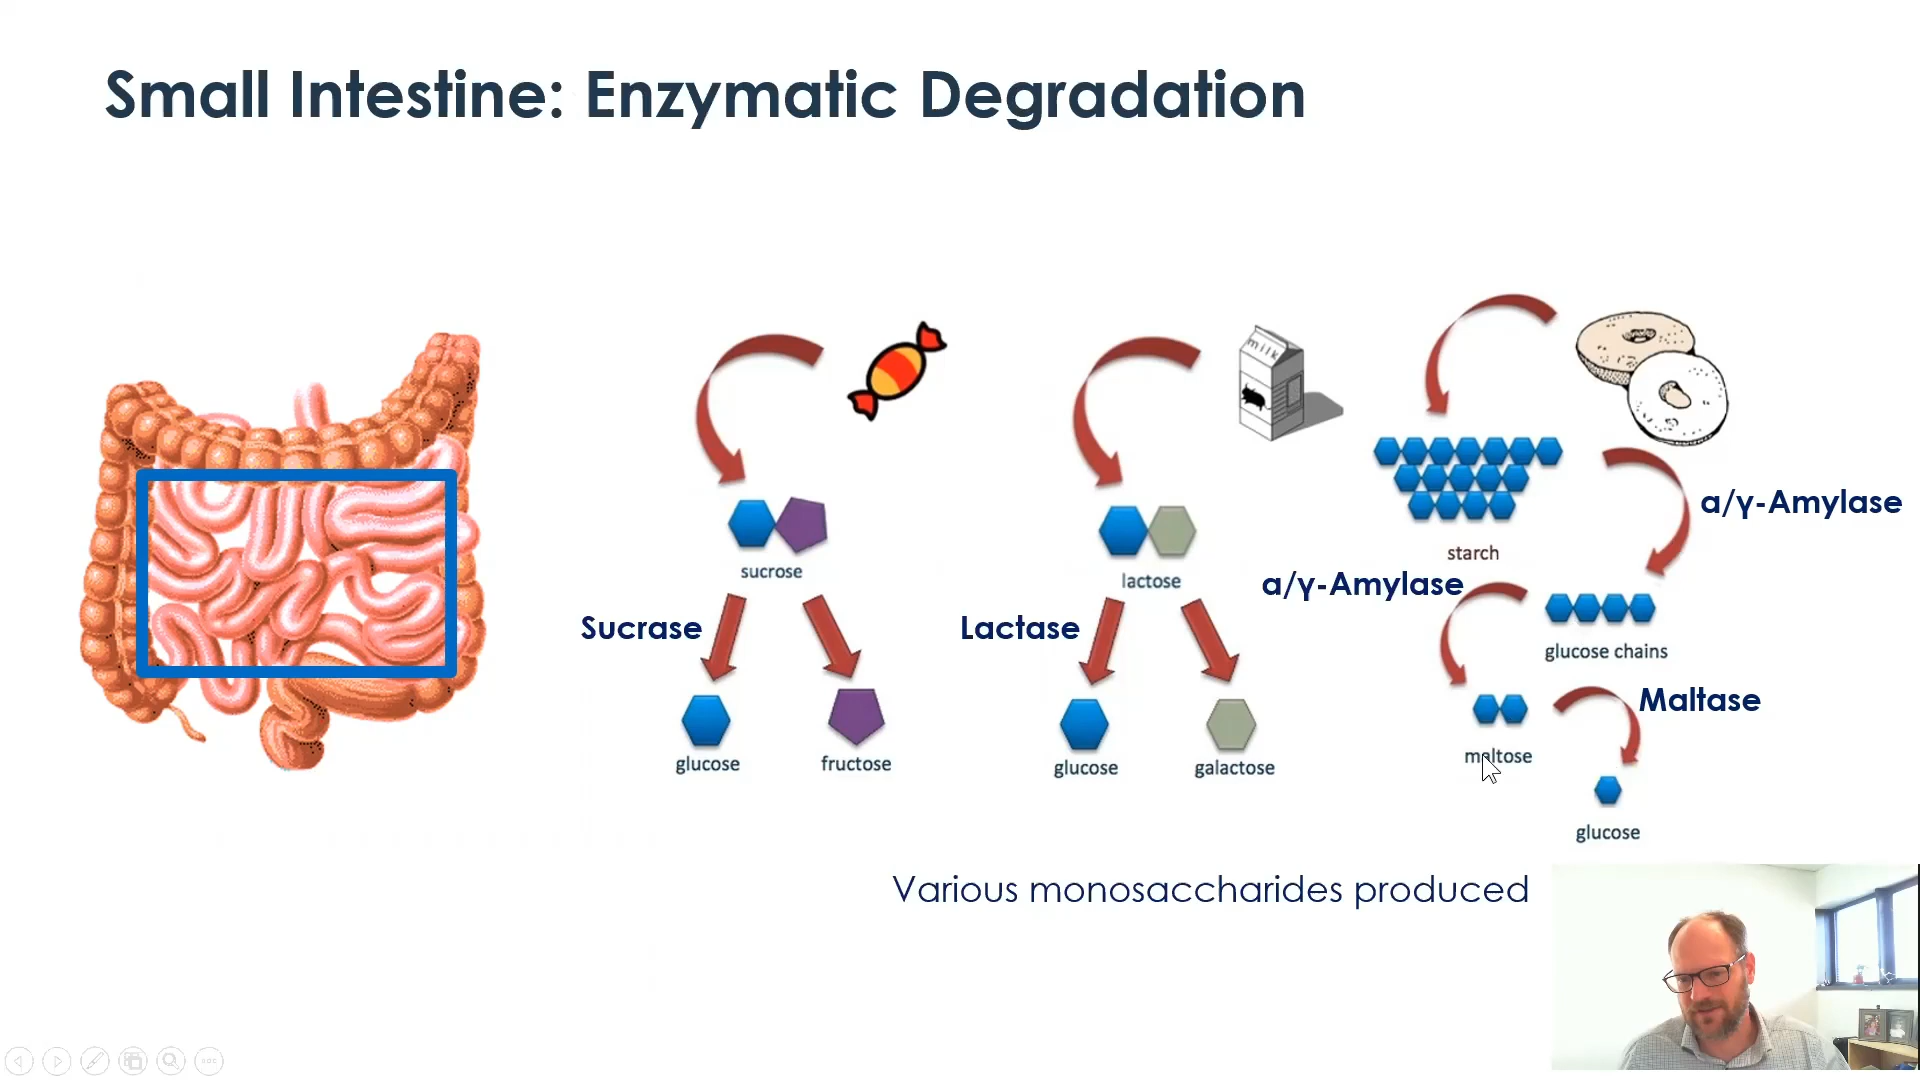 Small Intestine: Enzymatic Degradation
milk
sucrose
Sucrase
glucose
fructose
lactose
Lactase
glucose
galactose
starch
α/γ-Amylase
α/γ-Amylase
glucose chains
maltose
Maltase
glucose
Various monosaccharides produced